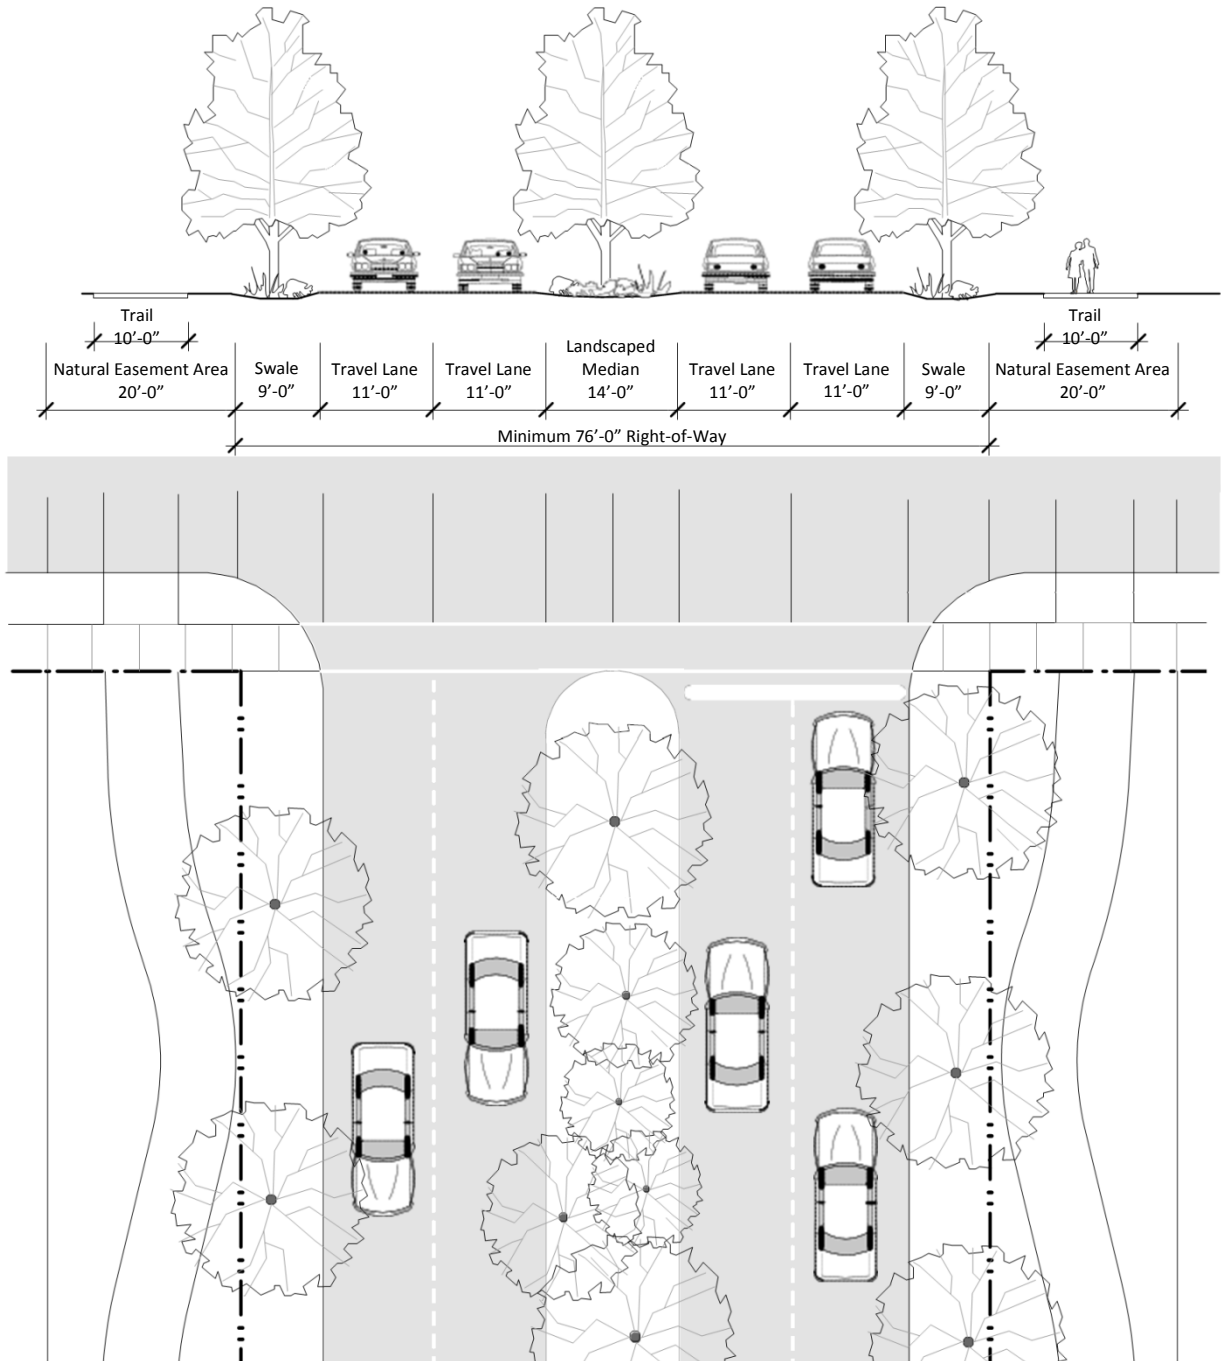 Trail
10’-0”
Trail
10’-0”
Natural Easement Area
20’-0”
Swale
9’-0”
Travel Lane
11’-0”
Travel Lane
11’-0”
Landscaped
Median
14’-0”
Travel Lane
11’-0”
Travel Lane
11’-0”
Swale
9’-0”
Natural Easement Area
20’-0”
Minimum 76’-0” Right-of-Way